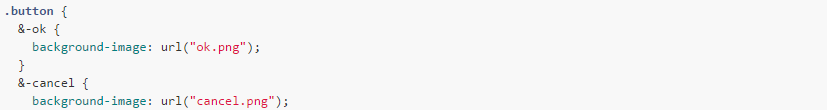 .button {
  &-ok {
    background-image: url("ok.png");
  }
  &-cancel {
    background-image: url("cancel.png");